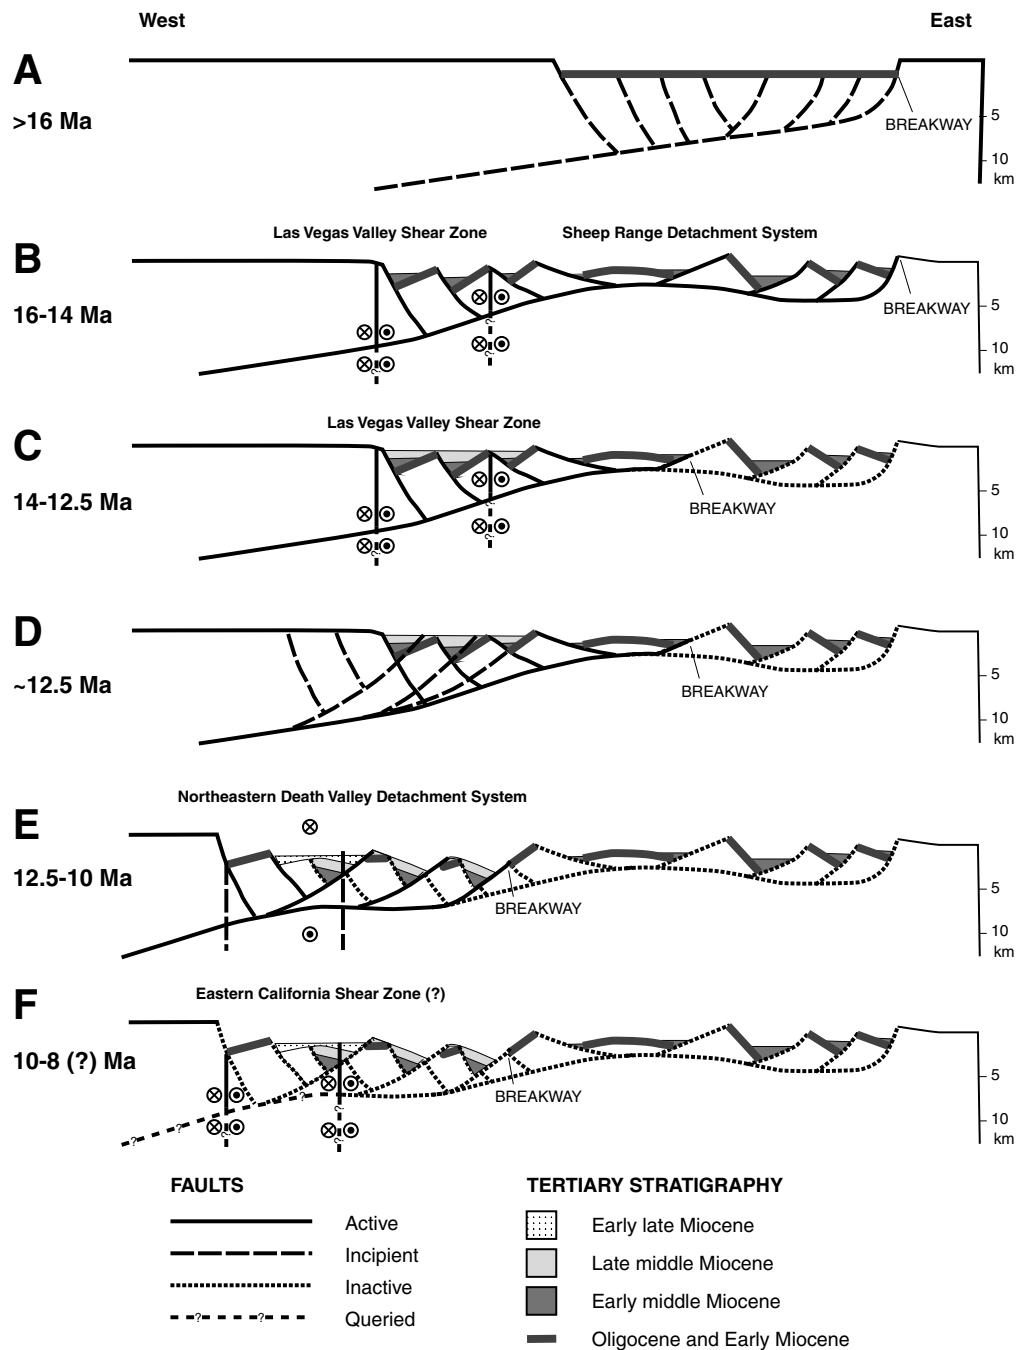 West
East
A
>16 Ma
BREAKWAY
5
10
km
Las Vegas Valley Shear Zone
Sheep Range Detachment System
B
16-14 Ma
BREAKWAY
?
?
?
5
10
km
Las Vegas Valley Shear Zone
C
14-12.5 Ma
BREAKWAY
?
?
?
5
10
km
D
~12.5 Ma
BREAKWAY
5
10
km
Northeastern Death Valley Detachment System
E
12.5-10 Ma
BREAKWAY
5
10
km
Eastern California Shear Zone (?)
F
10-8 (?) Ma
BREAKWAY
?
?
?
?
?
?
5
10
km
FAULTS
Active
Incipient
Inactive
? ? Queried
TERTIARY STRATIGRAPHY
Early late Miocene
Late middle Miocene
Early middle Miocene
Oligocene and Early Miocene